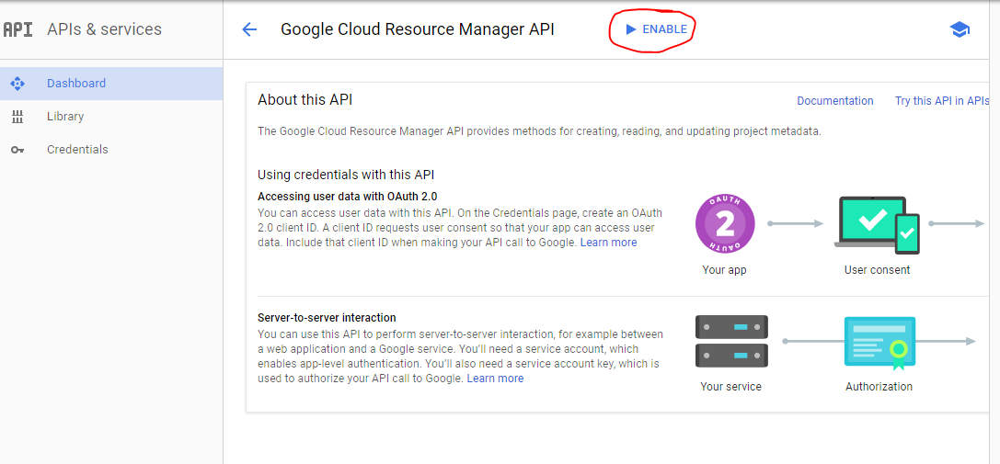 API APIs & services
Google Cloud Resource Manager API
ENABLE
Dashboard
Library
Credentials
About this API
Documentation
Try this API in APIs
The Google Cloud Resource Manager API provides methods for creating, reading, and updating project metadata.
Using credentials with this API
Accessing user data with OAuth 2.0
You can access user data with this API. On the Credentials page, create an OAuth
2.0 client ID. A client ID requests user consent so that your app can access user
data. Include that client ID when making your API call to Google. Learn more
OAUTH
2
OAUTH
Your app
User consent
Server-to-server interaction
You can use this API to perform server-to-server interaction, for example between
a web application and a Google service. You'll need a service account, which
enables app-level authentication. You'll also need a service account key, which is
used to authorize your API call to Google. Learn more
Your service
Authorization